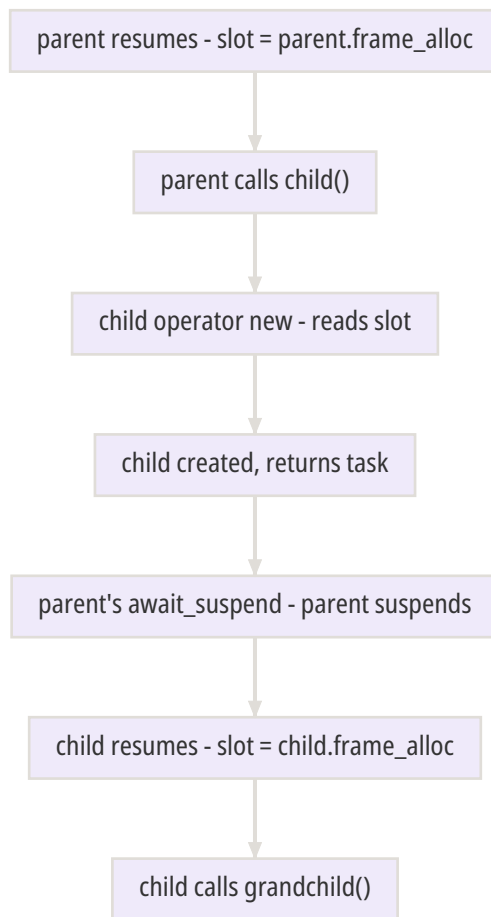 parent resumes - slot = parent.frame_alloc
parent calls child()
child operator new - reads slot
child created, returns task
parent's await_suspend - parent suspends
child resumes - slot = child.frame_alloc
child calls grandchild()